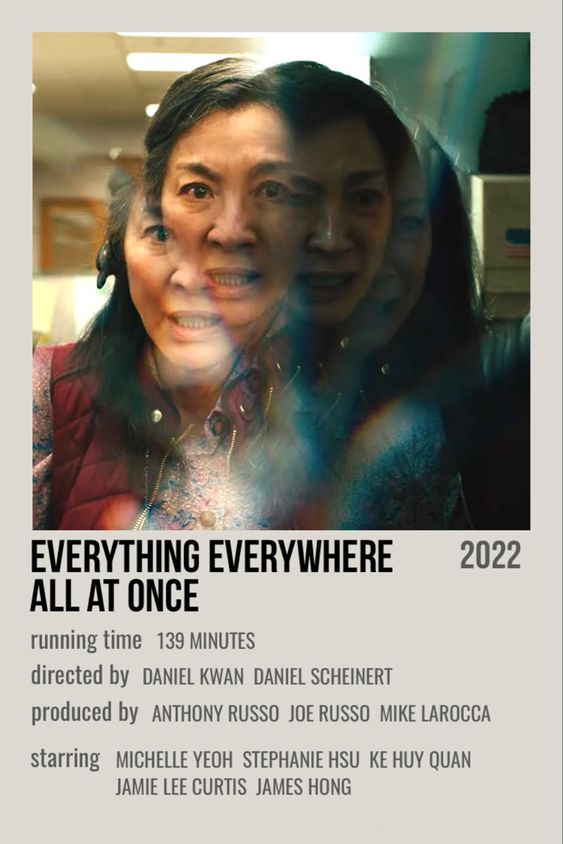 EVERYTHING EVERYWHERE 2022
ALL AT ONCE
running time 139 MINUTES
directed by DANIEL KWAN DANIEL SCHEINERT
produced by ANTHONY RUSSO JOE RUSSO MIKE LAROCCA
starring MICHELLE YEOH STEPHANIE HSU KE HUY QUAN
JAMIE LEE CURTIS JAMES HONG